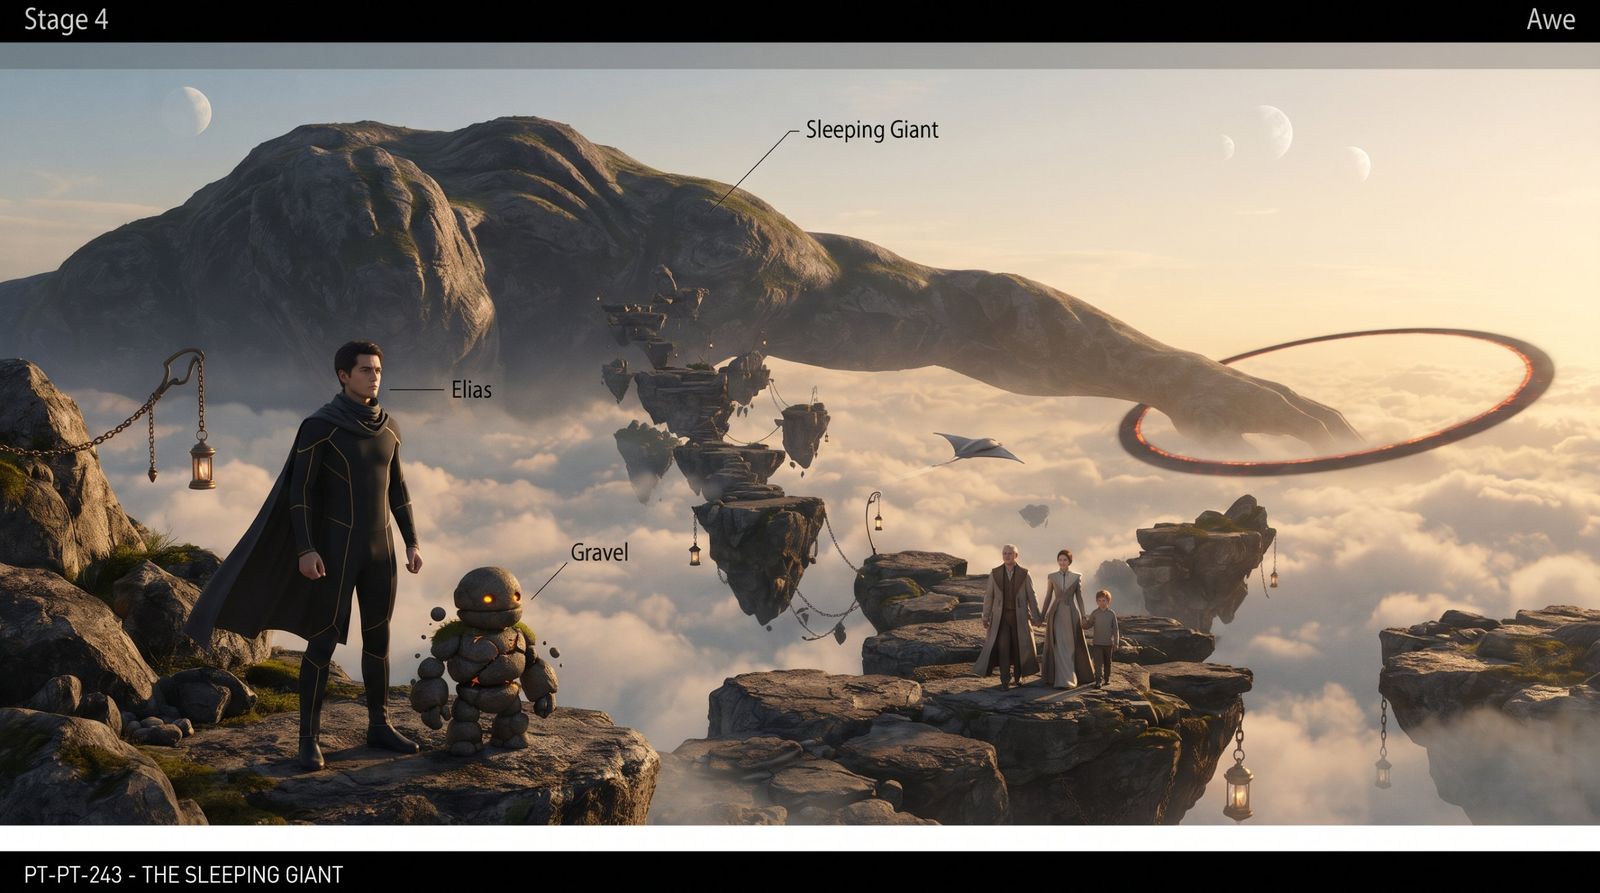 Stage 4
Awe
Sleeping Giant
Elias
Gravel
PT-PT-243 - THE SLEEPING GIANT